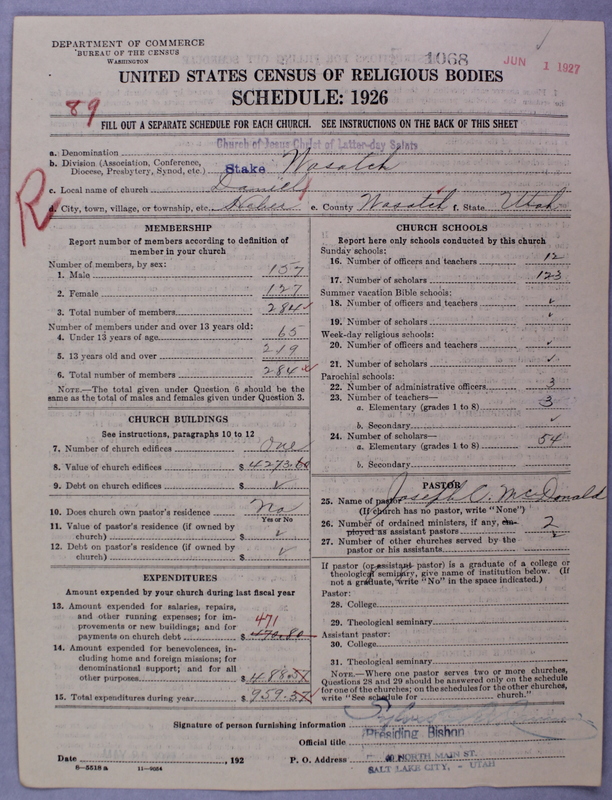 DEPARTMENT OF COMMERCE
BUREAU OF THE CENSUS
WASHINGTON
1068
JUN 1 1927
UNITED STATES CENSUS OF RELIGIOUS BODIES
SCHEDULE: 1926
89
FILL OUT A SEPARATE SCHEDULE FOR EACH CHURCH. SEE INSTRUCTIONS ON THE BACK OF THIS SHEET
R
a. Denomination Church of Jesus Christ of Latter-day Saints
b. Division (Association, Conference, Diocese, Presbytery, Synod, etc.) Stake Wasatch
c. Local name of church Daniel
d. City, town, village, or township, etc. Heber e. County Wasatch f. State Utah
MEMBERSHIP
Report number of members according to definition of member in your church
Number of members, by sex:
1. Male 157
2. Female 127
3. Total number of members 284
Number of members under and over 13 years old:
4. Under 13 years of age 65
5. 13 years old and over 219
6. Total number of members 284
NOTE.—The total given under Question 6 should be the same as the total of males and females given under Question 3.
CHURCH BUILDINGS
See instructions, paragraphs 10 to 12
7. Number of church edifices One
8. Value of church edifices $ 4273.00
9. Debt on church edifices $ ✓
10. Does church own pastor's residence? No
Yes or No
11. Value of pastor's residence (if owned by church) $ ✓
12. Debt on pastor's residence (if owned by church) $ ✓
EXPENDITURES
Amount expended by your church during last fiscal year
13. Amount expended for salaries, repairs, and other running expenses; for improvements or new buildings; and for payments on church debt $ 470.80
471
14. Amount expended for benevolences, including home and foreign missions; for denominational support; and for all other purposes $ 488.57
15. Total expenditures during year $ 959.37
CHURCH SCHOOLS
Report here only schools conducted by this church
Sunday schools:
16. Number of officers and teachers 12
17. Number of scholars 123
Summer vacation Bible schools:
18. Number of officers and teachers ✓
19. Number of scholars ✓
Week-day religious schools:
20. Number of officers and teachers ✓
21. Number of scholars ✓
Parochial schools:
22. Number of administrative officers 3
23. Number of teachers—
a. Elementary (grades 1 to 8) 3
b. Secondary ✓
24. Number of scholars—
a. Elementary (grades 1 to 8) 54
b. Secondary
PASTOR
25. Name of pastor Joseph C. McDonald
(If church has no pastor, write "None")
26. Number of ordained ministers, if any, employed as assistant pastors 2
27. Number of other churches served by the pastor or his assistants ✓
If pastor (or assistant pastor) is a graduate of a college or theological seminary, give name of institution below. (If not a graduate, write "No" in the space indicated.)
Pastor:
28. College
29. Theological seminary
Assistant pastor:
30. College
31. Theological seminary
NOTE.—Where one pastor serves two or more churches, Questions 28 and 29 should be answered only on the schedule for one of the churches; on the schedules for the other churches, write "See schedule for church."
Signature of person furnishing information
Official title Presiding Bishop
Date , 192 P. O. Address 40 NORTH MAIN ST.
SALT LAKE CITY, - UTAH
8—5518 a 11—9054